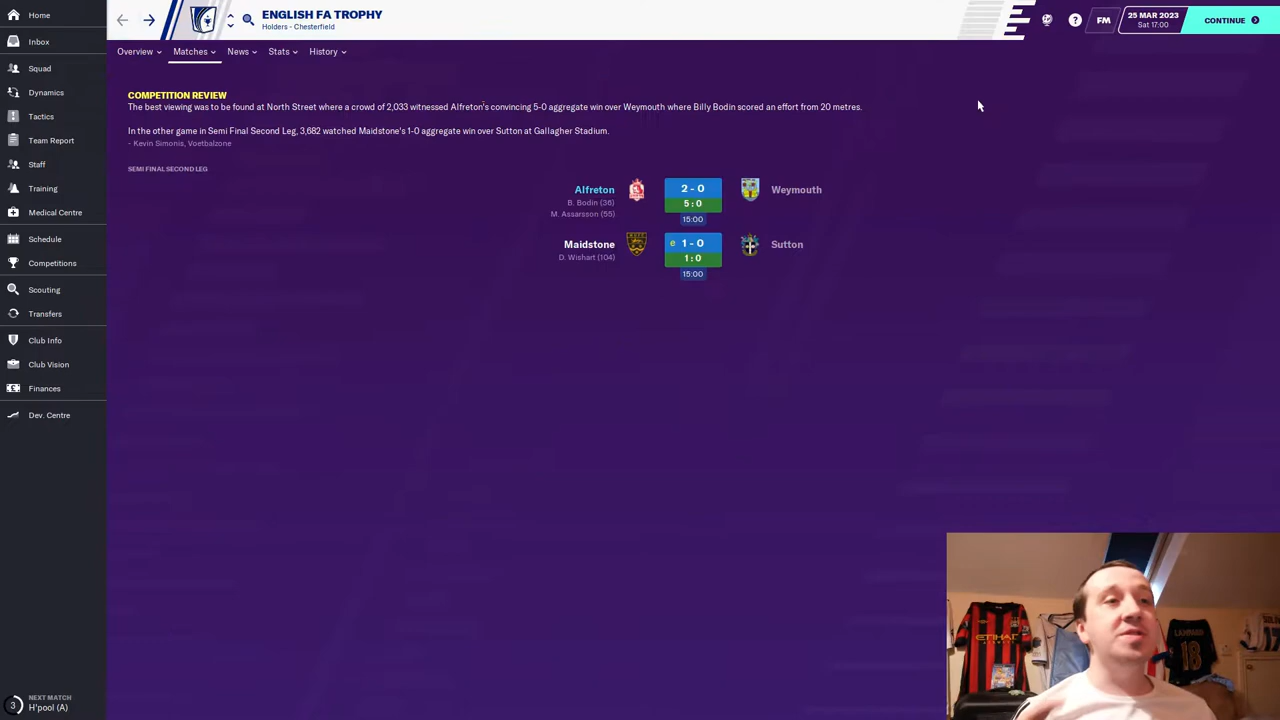 ENGLISH FA TROPHY
Holders - Chesterfield
FM
25 MAR 2023
Sat 17:00
CONTINUE
Overview
Matches
News
Stats
History
Home
Inbox
Squad
Dynamics
Tactics
Team Report
Staff
Training
Medical Centre
Schedule
Competitions
Scouting
Transfers
Club Info
Club Vision
Finances
Dev. Centre
COMPETITION REVIEW
The best viewing was to be found at North Street where a crowd of 2,033 witnessed Alfreton's convincing 5-0 aggregate win over Weymouth where Billy Bodin scored an effort from 20 metres.
In the other game in Semi Final Second Leg, 3,682 watched Maidstone's 1-0 aggregate win over Sutton at Gallagher Stadium.
- Kevin Simonis, Voetbalzone
SEMI FINAL SECOND LEG
Alfreton 2 - 0 Weymouth
B. Bodin (36) 5 : 0
M. Assarsson (55)
15:00
Maidstone e 1 - 0 Sutton
D. Wishart (104) 1 : 0
15:00
ETIHAD
LAMPARD
18
3
NEXT MATCH
H'pool (A)